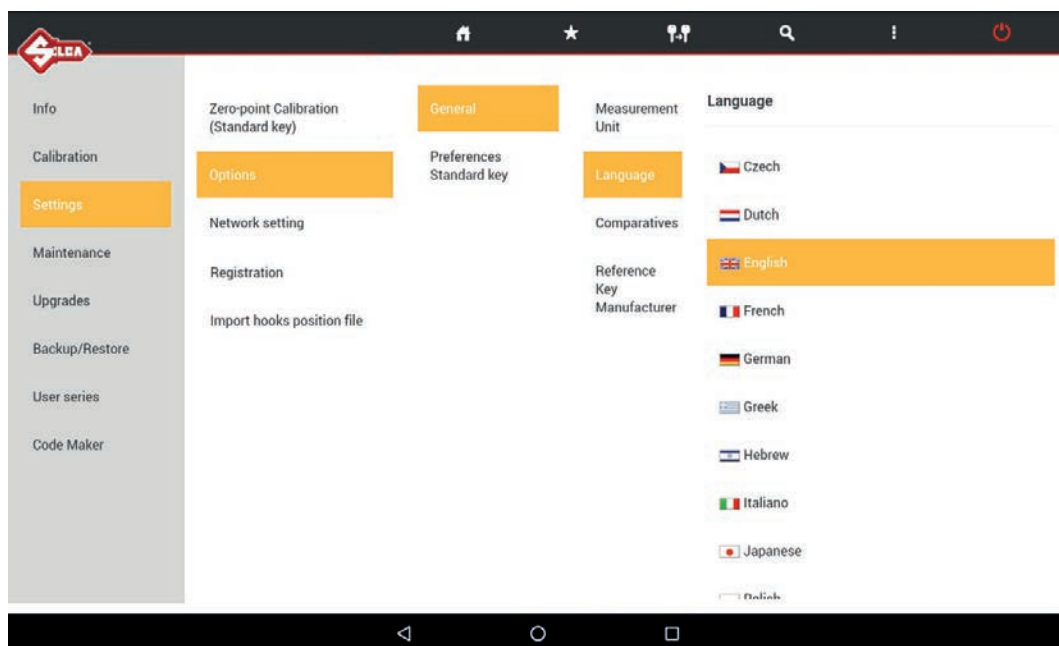 SILCA
Info
Calibration
Settings
Maintenance
Upgrades
Backup/Restore
User series
Code Maker
Zero-point Calibration
(Standard key)
Options
Network setting
Registration
Import hooks position file
General
Preferences
Standard key
Measurement
Unit
Language
Comparatives
Reference
Key
Manufacturer
Language
Czech
Dutch
English
French
German
Greek
Hebrew
Italiano
Japanese
Polish